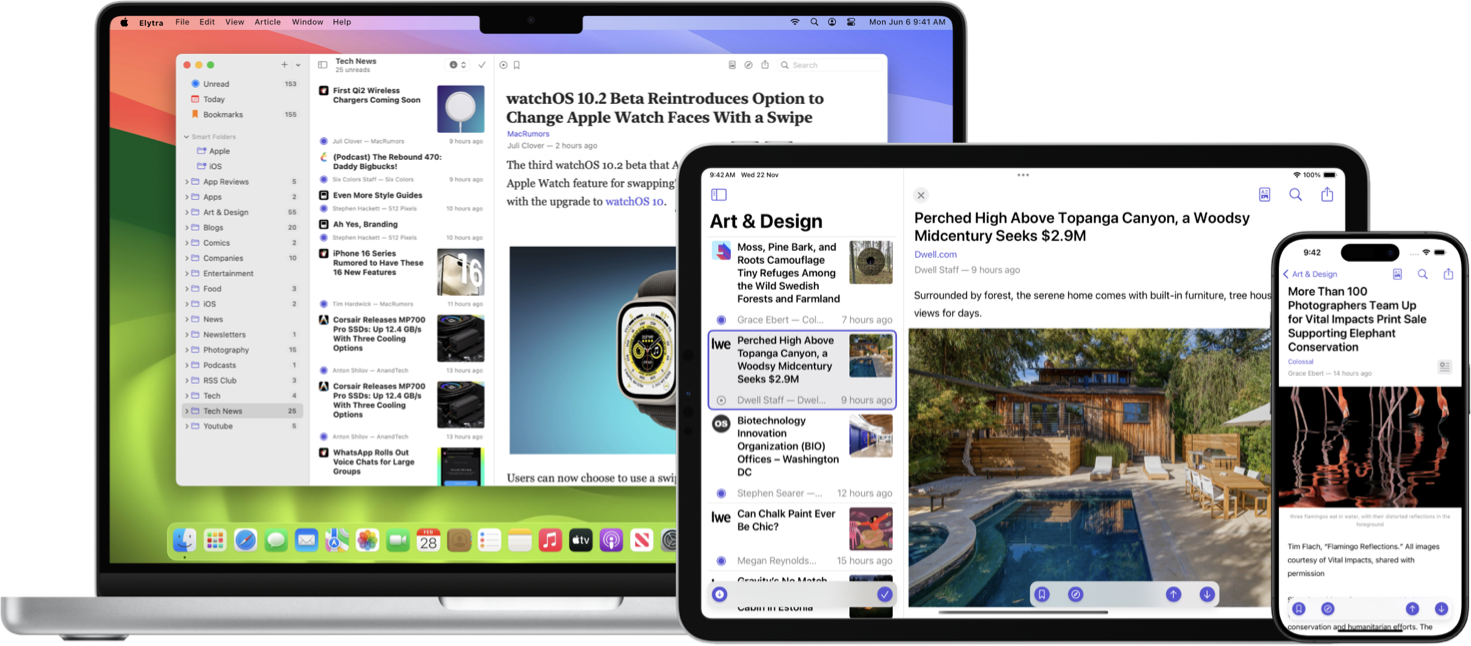 Elytra File Edit View Article Window Help
Mon Jun 6 9:41 AM
Unread 153
Today
Bookmarks 155
Smart Folders
Apple
iOS
App Reviews 5
Apps 2
Art & Design 55
Blogs 20
Comics 2
Companies 10
Entertainment
Food 3
iOS 2
News
Newsletters 1
Photography 15
Podcasts 1
RSS Club 3
Tech 4
Tech News 25
Youtube 5
Tech News
25 unreads
First Qi2 Wireless
Chargers Coming Soon
Juli Clover — MacRumors 9 hours ago
(Podcast) The Rebound 470:
Daddy Bigbucks!
Six Colors Staff — Six Colors 9 hours ago
Even More Style Guides
Stephen Hackett — 512 Pixels 10 hours ago
Ah Yes, Branding
Stephen Hackett — 512 Pixels 10 hours ago
iPhone 16 Series
Rumored to Have These
16 New Features
16
Tim Hardwick — MacRumors 11 hours ago
Corsair Releases MP700
Pro SSDs: Up 12.4 GB/s
With Three Cooling
Options
Anton Shilov — AnandTech 13 hours ago
Corsair Releases MP700
Pro SSDs: Up 12.4 GB/s
With Three Cooling
Options
Anton Shilov — AnandTech 13 hours ago
WhatsApp Rolls Out
Voice Chats for Large
Groups
Search
watchOS 10.2 Beta Reintroduces Option to
Change Apple Watch Faces With a Swipe
MacRumors
Juli Clover — 2 hours ago
The third watchOS 10.2 beta that A
Apple Watch feature for swapping
with the upgrade to watchOS 10.
Users can now choose to use a swip
FEB
28
tv
9:42 AM Wed 22 Nov
100%
Art & Design
Moss, Pine Bark, and
Roots Camouflage
Tiny Refuges Among
the Wild Swedish
Forests and Farmland
Grace Ebert — Col... 7 hours ago
lwe
Perched High Above
Topanga Canyon, a
Woodsy Midcentury
Seeks $2.9M
Dwell Staff — Dwel... 9 hours ago
OS
Biotechnology
Innovation
Organization (BIO)
Offices – Washington
DC
Stephen Searer —... 12 hours ago
lwe
Can Chalk Paint Ever
Be Chic?
Megan Reynolds... 15 hours ago
Gravity's No Match
Cabin in Estonia
Perched High Above Topanga Canyon, a Woodsy
Midcentury Seeks $2.9M
Dwell.com
Dwell Staff — 9 hours ago
Surrounded by forest, the serene home comes with built-in furniture, tree hous
views for days.
9:42
Art & Design
More Than 100
Photographers Team Up
for Vital Impacts Print Sale
Supporting Elephant
Conservation
Colossal
Grace Ebert — 14 hours ago
three flamingos eat in water, with their distorted reflections in the
foreground
Tim Flach, “Flamingo Reflections.” All images
courtesy of Vital Impacts, shared with
permission
conservation and humanitarian efforts. The